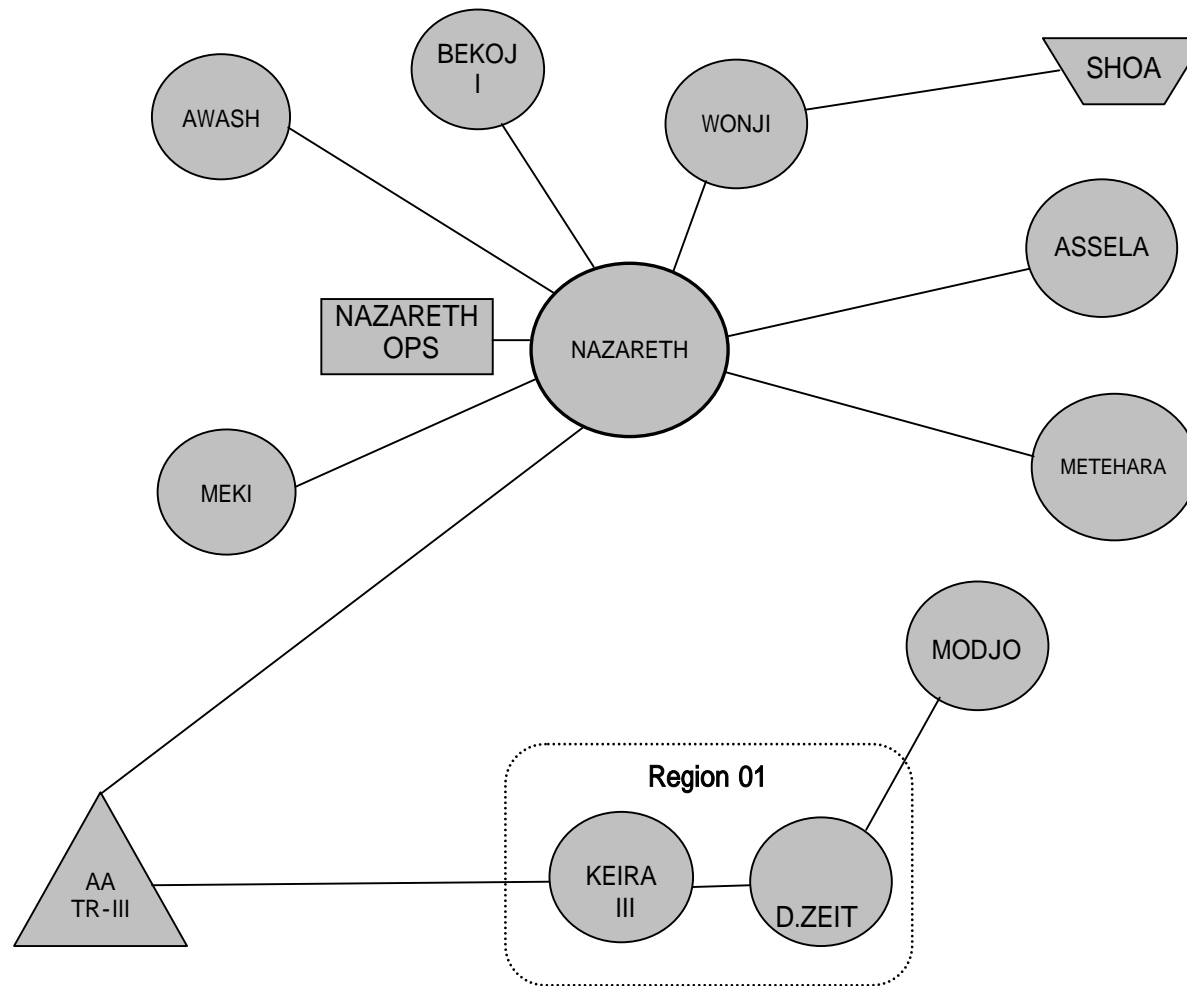 BEKOJ
I
SHOA
AWASH
WONJI
ASSELA
NAZARETH
OPS
NAZARETH
METEHARA
MEKI
MODJO
Region 01
AA
TR-III
KEIRA
III
D.ZEIT